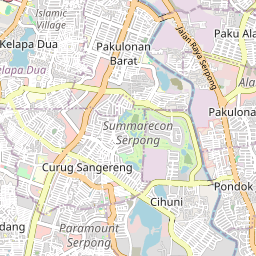 Islamic
Village
Kelapa Dua
Pakulonan
Barat
Jalan Raya Serpong
Paku Ala
Kelapa Dua
Ala
Pakulona
Summarecon
Serpong
Curug Sangereng
Cihuni
Pondok
dang
Paramount
Serpong